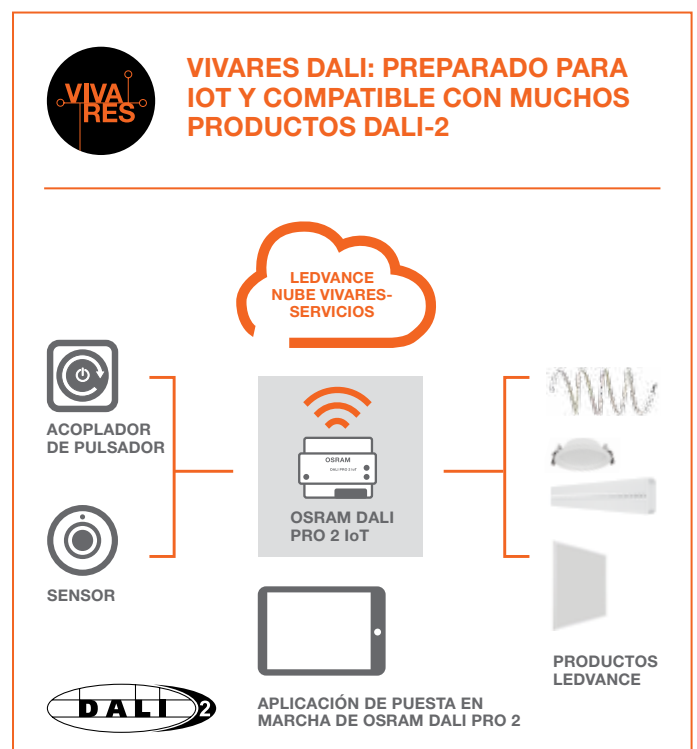 VIVA
RES
VIVARES DALI: PREPARADO PARA
IOT Y COMPATIBLE CON MUCHOS
PRODUCTOS DALI-2
LEDVANCE
NUBE VIVARES-
SERVICIOS
ACOPLADOR
DE PULSADOR
SENSOR
OSRAM
DALI PRO 2 IoT
OSRAM DALI
PRO 2 IoT
PRODUCTOS
LEDVANCE
DALI 2
APLICACIÓN DE PUESTA EN
MARCHA DE OSRAM DALI PRO 2